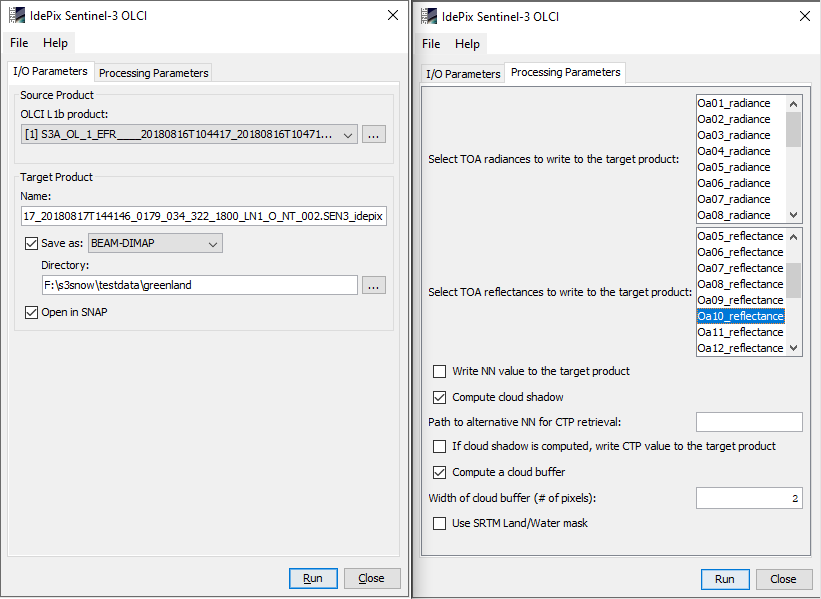 IdePix Sentinel-3 OLCI
File Help
I/O Parameters Processing Parameters
Source Product
OLCI L1b product:
[1] S3A_OL_1_EFR____20180816T104417_20180816T10471... ...
Target Product
Name:
17_20180817T144146_0179_034_322_1800_LN1_O_NT_002.SEN3_idepix
Save as: BEAM-DIMAP
Directory:
F:\s3snow\testdata\greenland ...
Open in SNAP
Run Close
IdePix Sentinel-3 OLCI
File Help
I/O Parameters Processing Parameters
Select TOA radiances to write to the target product:
Oa01_radiance
Oa02_radiance
Oa03_radiance
Oa04_radiance
Oa05_radiance
Oa06_radiance
Oa07_radiance
Oa08_radiance
Select TOA reflectances to write to the target product:
Oa05_reflectance
Oa06_reflectance
Oa07_reflectance
Oa08_reflectance
Oa09_reflectance
Oa10_reflectance
Oa11_reflectance
Oa12_reflectance
Write NN value to the target product
Compute cloud shadow
Path to alternative NN for CTP retrieval:
If cloud shadow is computed, write CTP value to the target product
Compute a cloud buffer
Width of cloud buffer (# of pixels): 2
Use SRTM Land/Water mask
Run Close